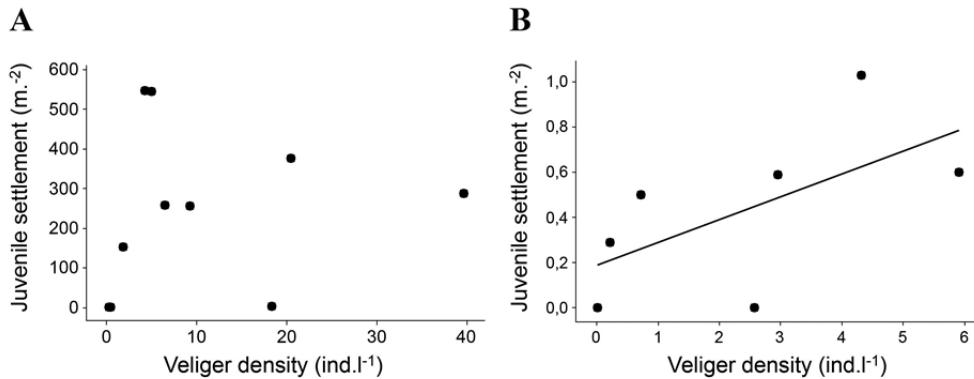 A
B
Juvenile settlement (m.⁻²)
600
500
400
300
200
100
0
0 10 20 30 40
Veliger density (ind.l⁻¹)
Juvenile settlement (m.⁻²)
1,0
0,8
0,6
0,4
0,2
0,0
0 1 2 3 4 5 6
Veliger density (ind.l⁻¹)